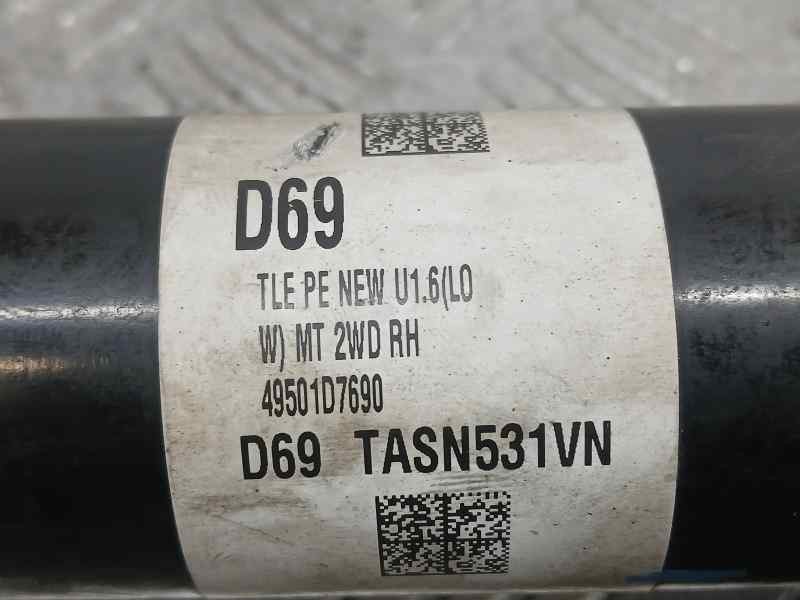 D69
TLE PE NEW U1.6(LO
W) MT 2WD RH
49501D7690
D69 TASN531VN